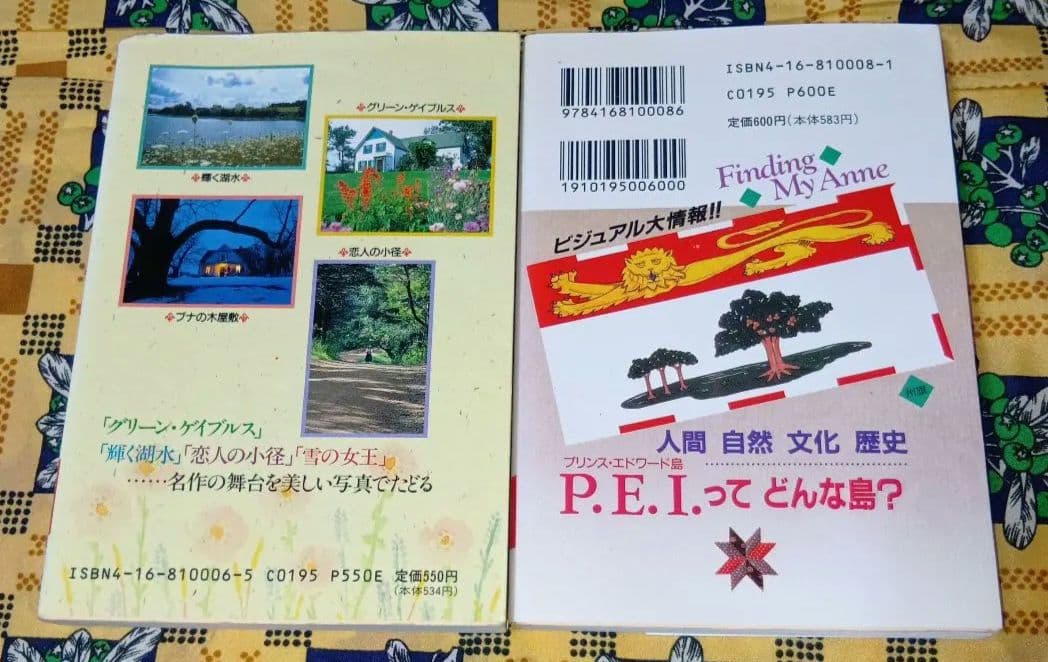 ❉グリーン・ゲイブルス❉
❉輝く湖水❉
❉恋人の小径❉
❉ブナの木屋敷❉
「グリーン・ゲイブルス」
「輝く湖水」「恋人の小径」「雪の女王」
……名作の舞台を美しい写真でたどる
ISBN4-16-810006-5 C0195 P550E 定価550円
(本体534円)
ISBN4-16-810008-1
9784168100086
C0195 P600E
定価600円(本体583円)
1910195006000
Finding
My Anne
ビジュアル大情報!!
州旗
人間 自然 文化 歴史
プリンス・エドワード島
P.E.I.って どんな島?